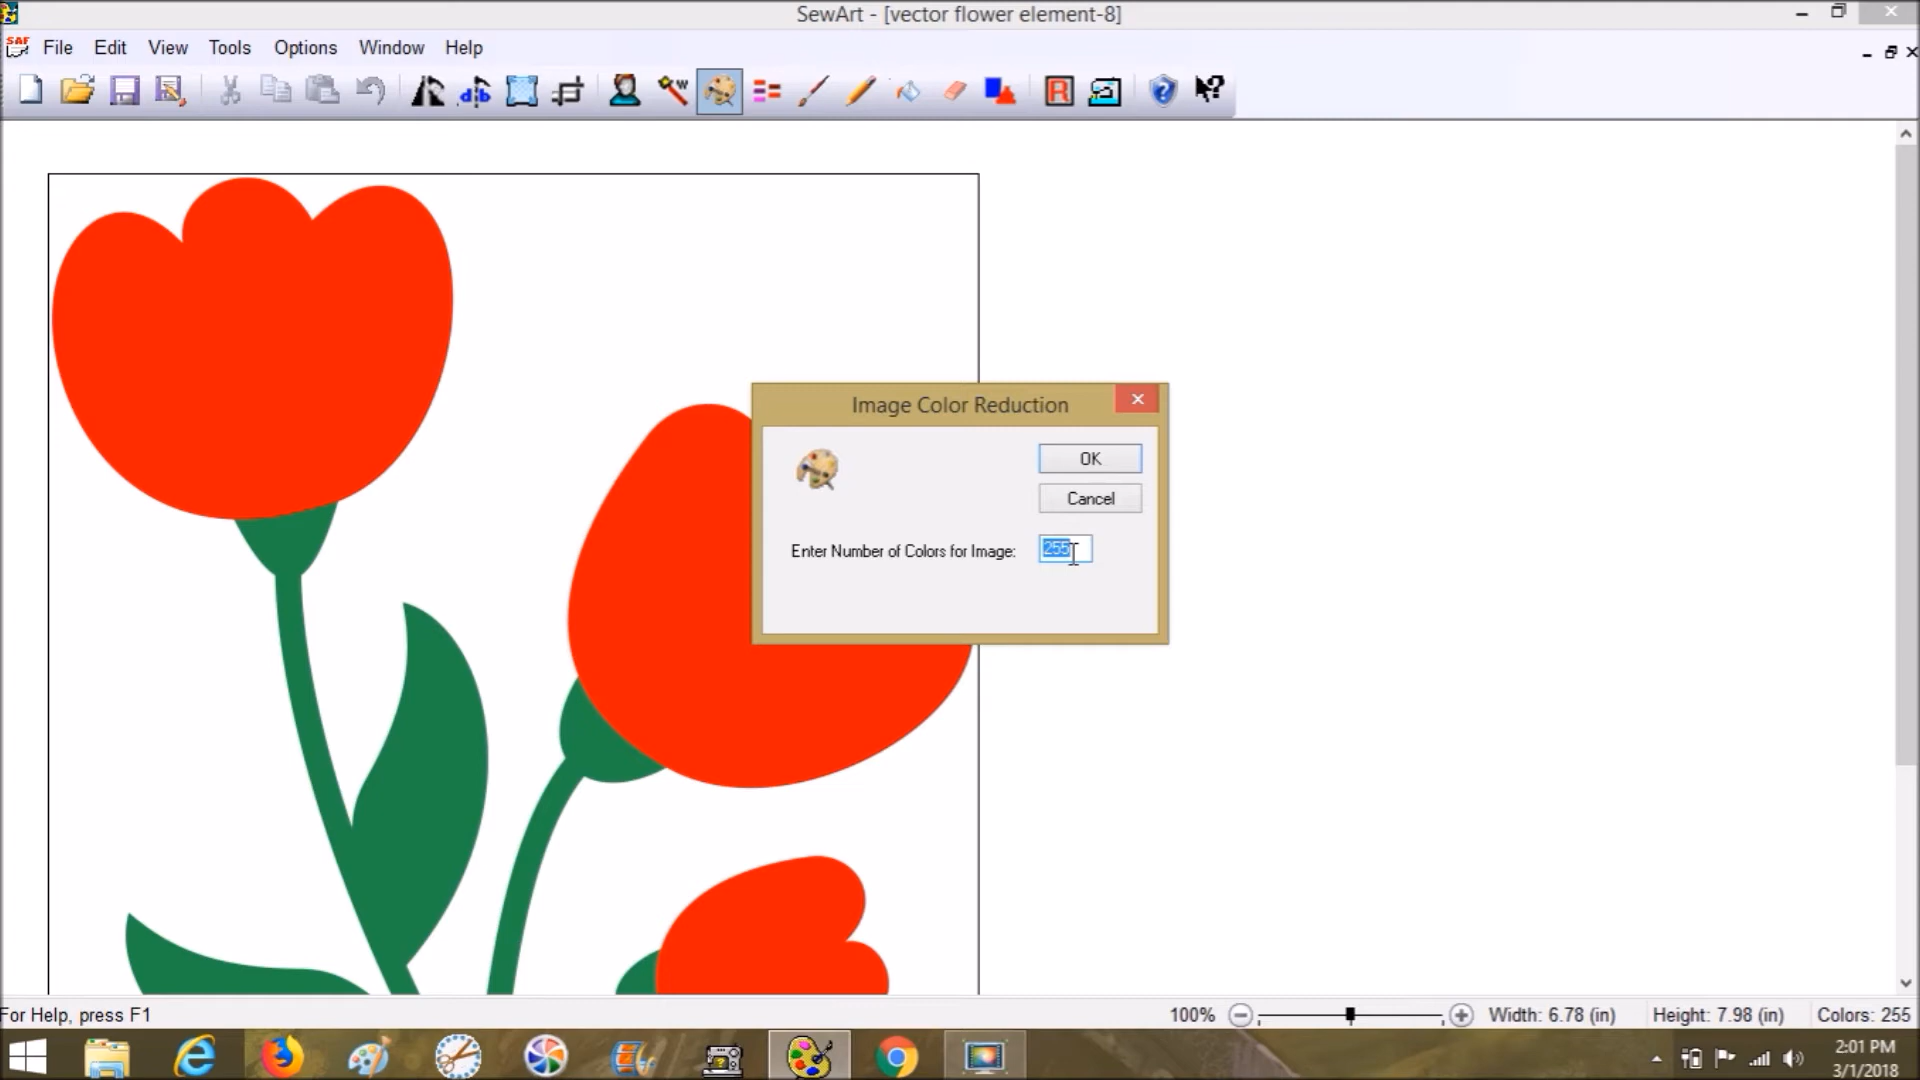 SewArt - [vector flower element-8]
SAF File Edit View Tools Options Window Help
Image Color Reduction
OK
Cancel
Enter Number of Colors for Image: 255
For Help, press F1
100% Width: 6.78 (in) Height: 7.98 (in) Colors: 255
2:01 PM
3/1/2018